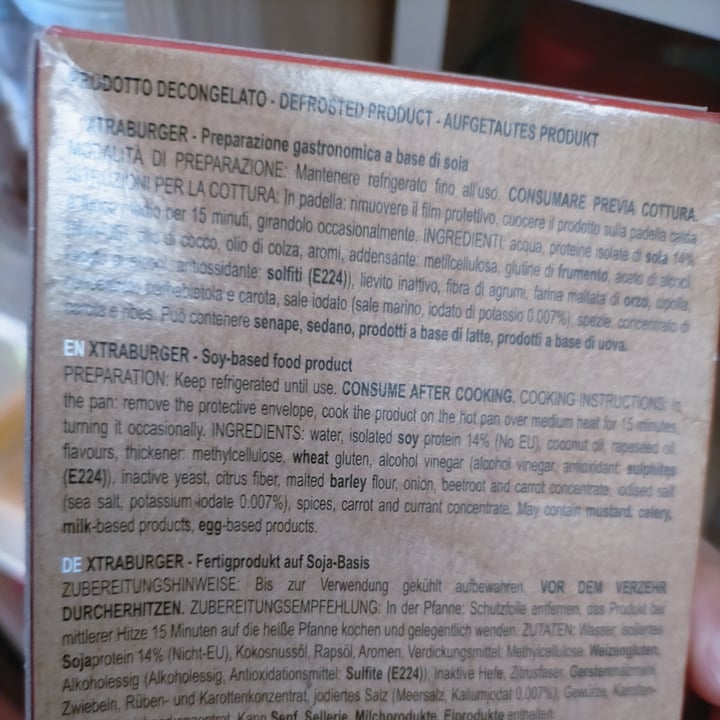 PRODOTTO DECONGELATO - DEFROSTED PRODUCT - AUFGETAUTES PRODUKT
XTRABURGER - Preparazione gastronomica a base di soia
MODALITÀ DI PREPARAZIONE: Mantenere refrigerato fino all'uso. CONSUMARE PREVIA COTTURA.
ISTRUZIONI PER LA COTTURA: In padella: rimuovere il film protettivo, cuocere il prodotto sulla padella calda
a fuoco medio per 15 minuti, girandolo occasionalmente. INGREDIENTI: acqua, proteine isolate di soia 14%
olio di cocco, olio di colza, aromi, addensante: metilcellulosa, glutine di frumento, aceto di alcol
antiossidante: solfiti (E224)), lievito inattivo, fibra di agrumi, farina maltata di orzo, cipolla,
barbabietola e carota, sale iodato (sale marino, iodato di potassio 0.007%), spezie, concentrato di
carota e ribes. Può contenere senape, sedano, prodotti a base di latte, prodotti a base di uova.
EN XTRABURGER - Soy-based food product
PREPARATION: Keep refrigerated until use. CONSUME AFTER COOKING. COOKING INSTRUCTIONS: In
the pan: remove the protective envelope, cook the product on the hot pan over medium heat for 15 minutes,
turning it occasionally. INGREDIENTS: water, isolated soy protein 14% (No EU), coconut oil, rapeseed oil,
flavours, thickener: methylcellulose, wheat gluten, alcohol vinegar (alcohol vinegar, antioxidant: sulphites
(E224)), inactive yeast, citrus fiber, malted barley flour, onion, beetroot and carrot concentrate, iodised salt
(sea salt, potassium iodate 0.007%), spices, carrot and currant concentrate. May contain mustard, celery,
milk-based products, egg-based products.
DE XTRABURGER - Fertigprodukt auf Soja-Basis
ZUBEREITUNGSHINWEISE: Bis zur Verwendung gekühlt aufbewahren. VOR DEM VERZEHR
DURCHERHITZEN. ZUBEREITUNGSEMPFEHLUNG: In der Pfanne: Schutzfolie entfernen, das Produkt bei
mittlerer Hitze 15 Minuten auf die heiße Pfanne kochen und gelegentlich wenden. ZUTATEN: Wasser, isoliertes
Sojaprotein 14% (Nicht-EU), Kokosnussöl, Rapsöl, Aromen, Verdickungsmittel: Methylcellulose, Weizengluten,
Alkoholessig (Alkoholessig, Antioxidationsmittel: Sulfite (E224)), inaktive Hefe, Zitrusfaser, Gerstenmalzmehl,
Zwiebeln, Rüben- und Karottenkonzentrat, jodiertes Salz (Meersalz, Kaliumjodat 0.007%), Gewürze, Karotten-
Kann Senf, Sellerie, Milchprodukte, Eiprodukte enthalten.